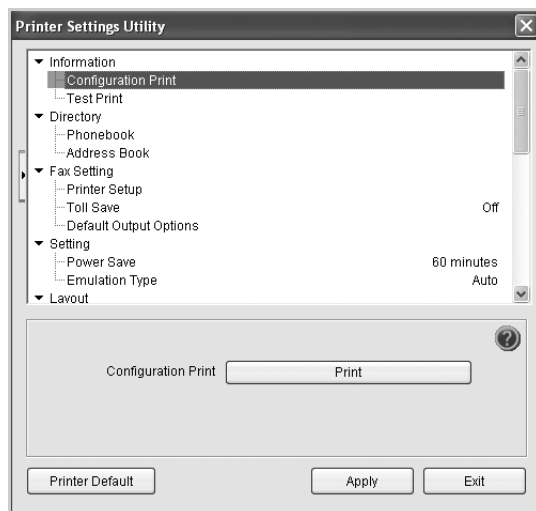 Printer Settings Utility
Information
Configuration Print
Test Print
Directory
Phonebook
Address Book
Fax Setting
Printer Setup
Toll Save Off
Default Output Options
Setting
Power Save 60 minutes
Emulation Type Auto
Layout
?
Configuration Print Print
Printer Default Apply Exit